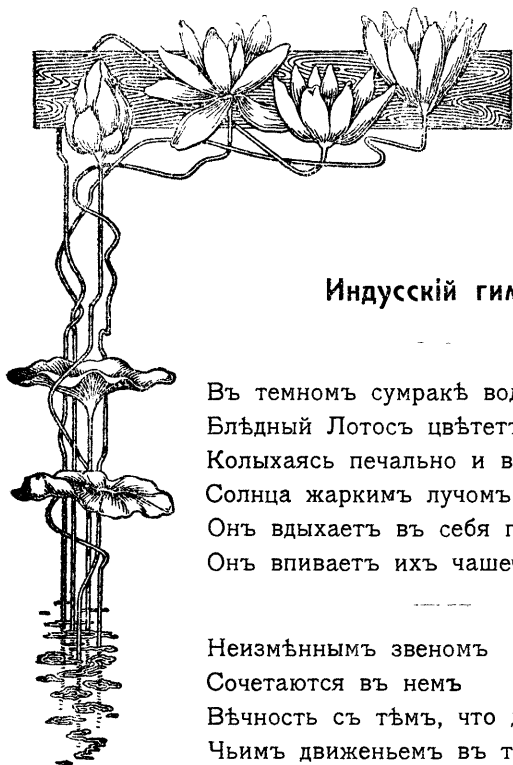 Индусскій
Въ темномъ сумракѣ
Блѣдный Лотосъ цвѣтетъ
Колыхаясь печально и
Солнца жаркимъ лучомъ
Онъ вдыхаетъ въ себя
Онъ впиваетъ ихъ
Неизмѣннымъ звеномъ
Сочетаются въ немъ
Вѣчность съ тѣмъ, что
Чьимъ движеньемъ въ